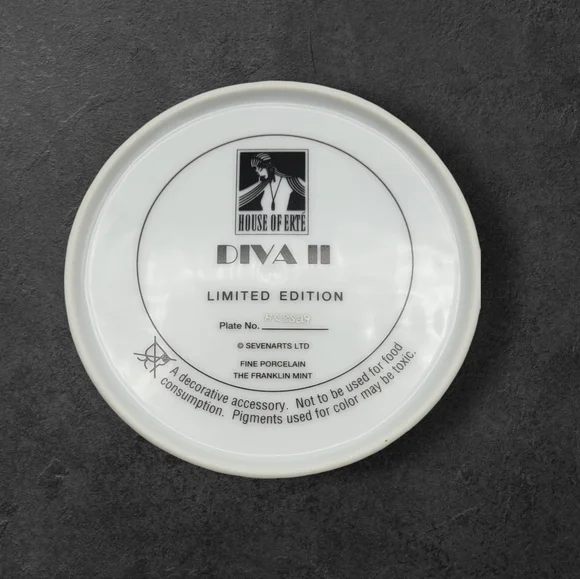 HOUSE OF ERTÉ
DIVA II
LIMITED EDITION
Plate No.
© SEVENARTS LTD
FINE PORCELAIN
THE FRANKLIN MINT
A decorative accessory. Not to be used for food
consumption. Pigments used for color may be toxic.